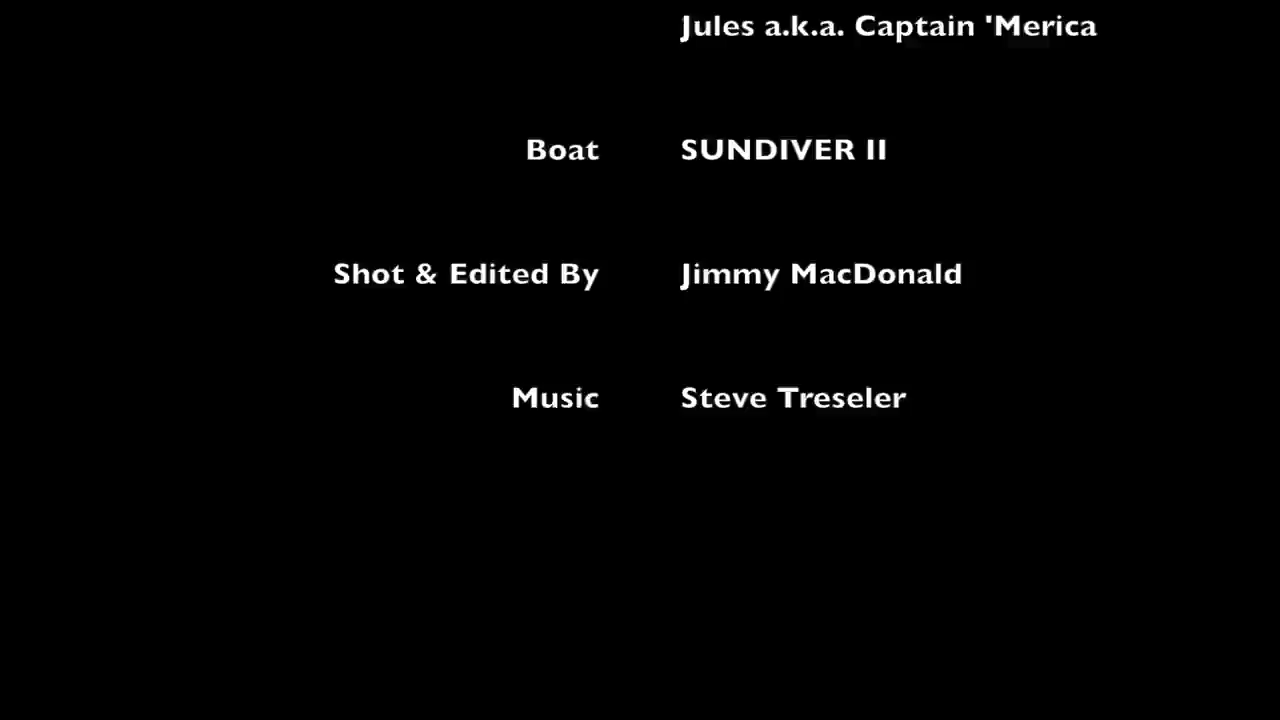 Jules a.k.a. Captain 'Merica
Boat SUNDIVER II
Shot & Edited By Jimmy MacDonald
Music Steve Treseler